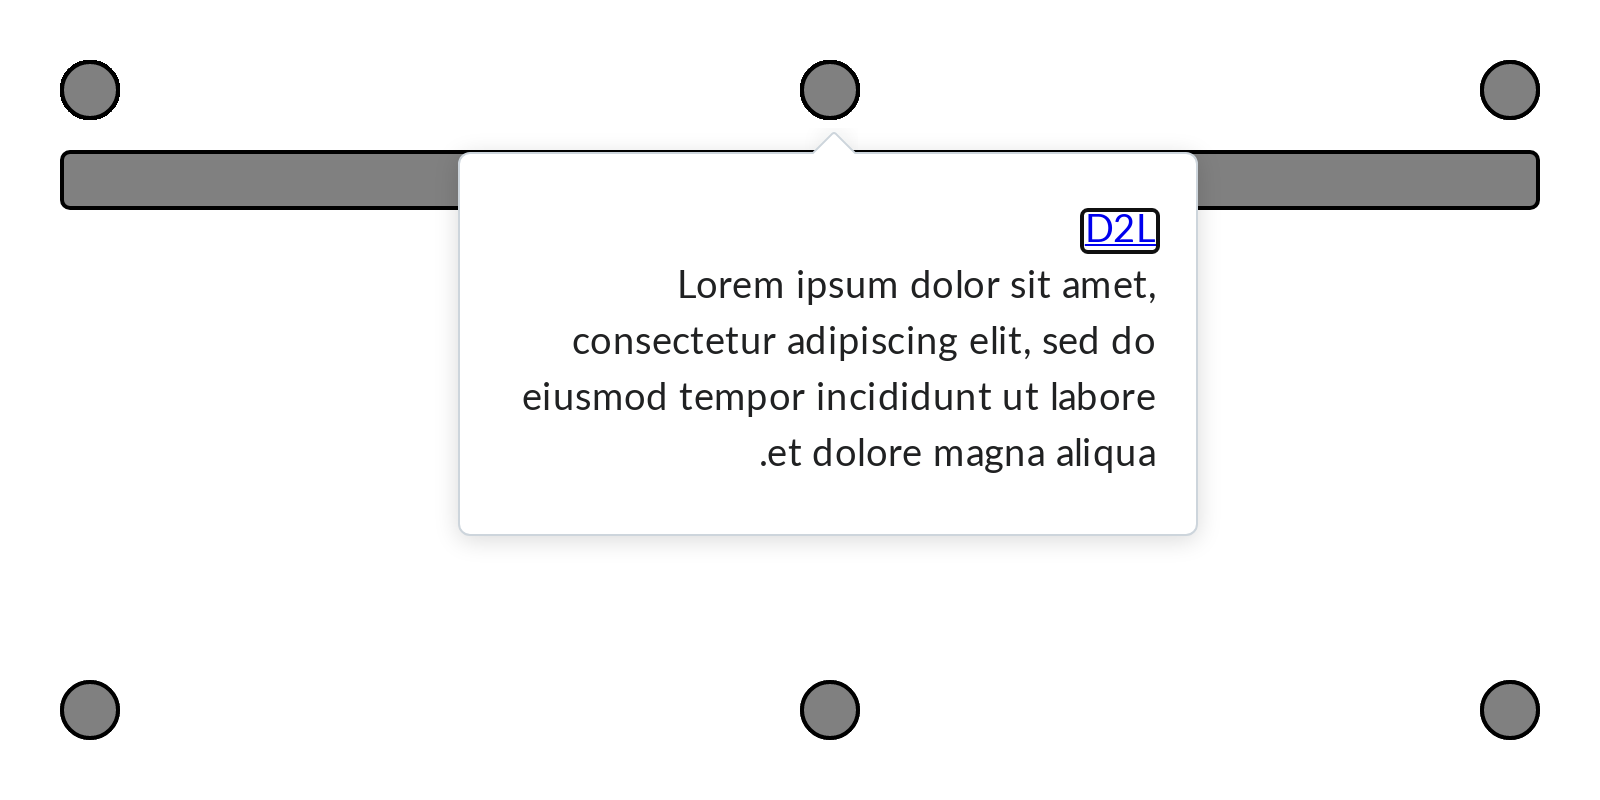 D2L
Lorem ipsum dolor sit amet,
consectetur adipiscing elit, sed do
eiusmod tempor incididunt ut labore
.et dolore magna aliqua